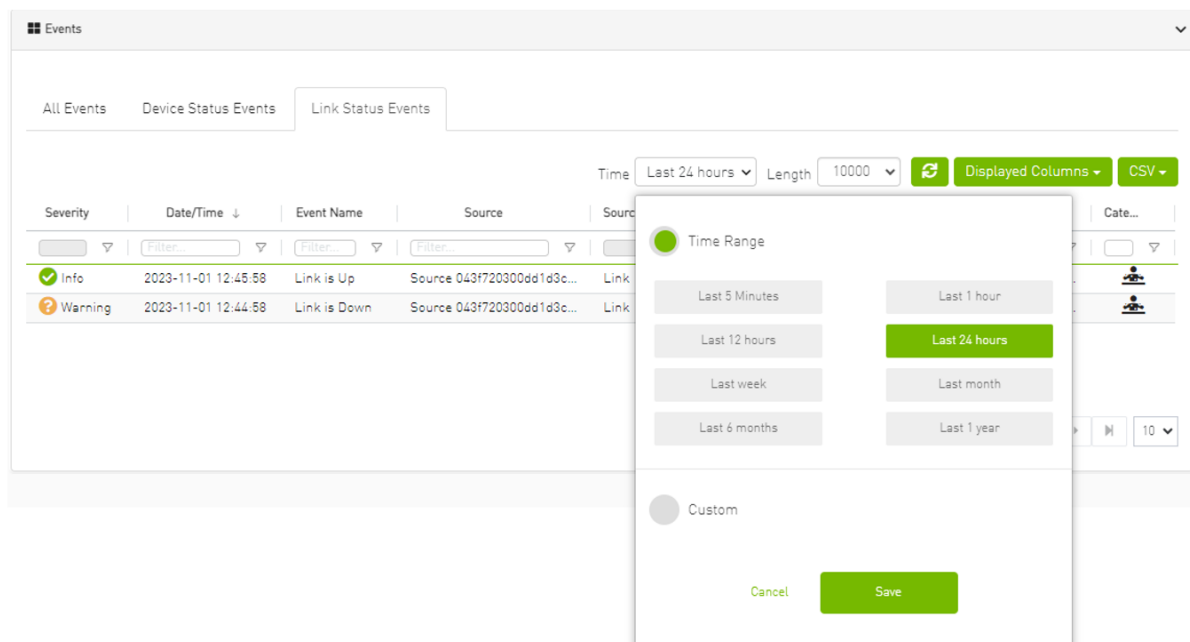 Events
All Events Device Status Events Link Status Events
Time Last 24 hours Length 10000 Displayed Columns CSV
Severity Date/Time ↓ Event Name Source Sourc Cate...
Filter... Filter... Filter...
Info 2023-11-01 12:45:58 Link is Up Source 043f720300dd1d3c... Link
Warning 2023-11-01 12:44:58 Link is Down Source 043f720300dd1d3c... Link
10
Time Range
Last 5 Minutes Last 1 hour
Last 12 hours Last 24 hours
Last week Last month
Last 6 months Last 1 year
Custom
Cancel Save